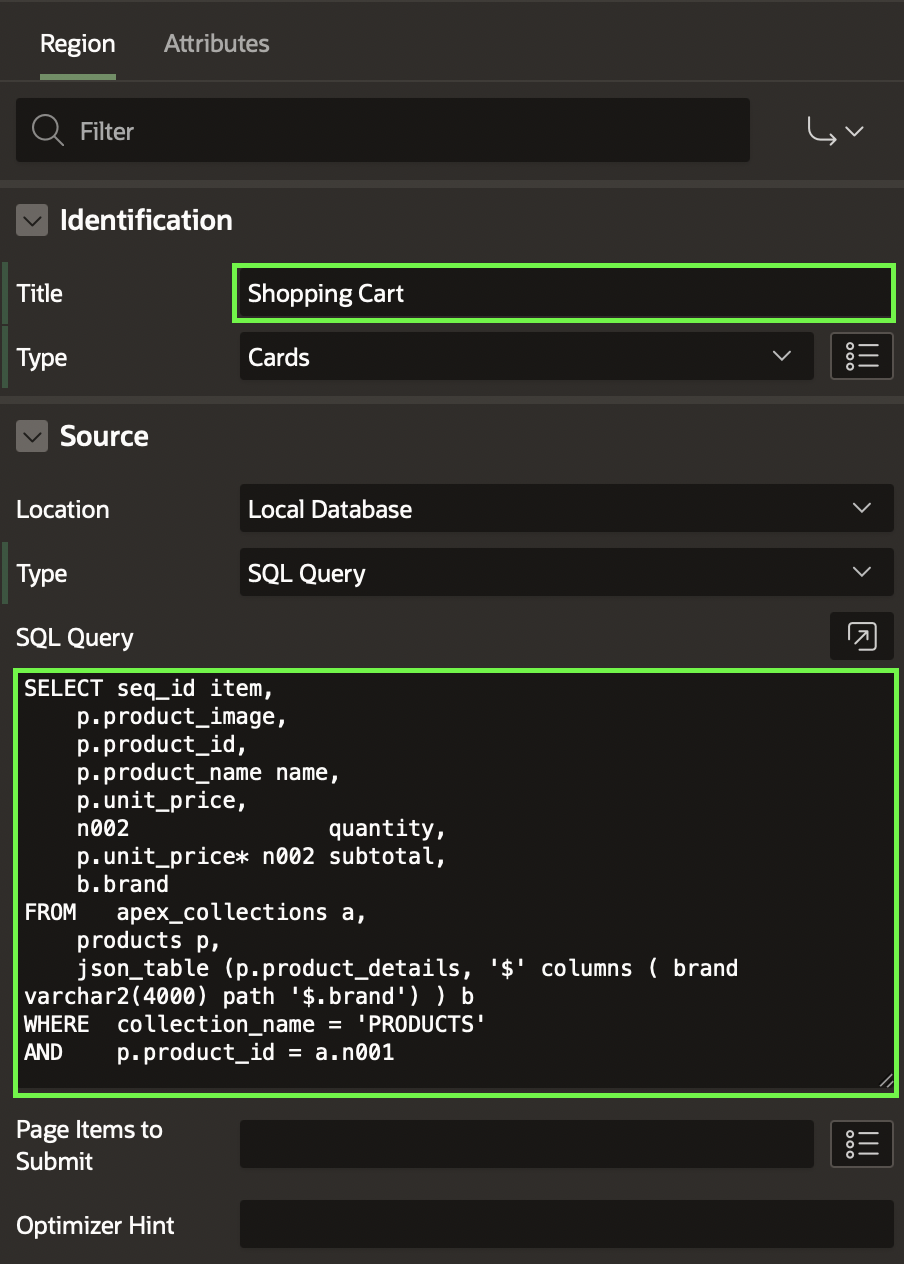 Region Attributes
Filter
Identification
Title Shopping Cart
Type Cards
Source
Location Local Database
Type SQL Query
SQL Query
SELECT seq_id item,
    p.product_image,
    p.product_id,
    p.product_name name,
    p.unit_price,
    n002               quantity,
    p.unit_price* n002 subtotal,
    b.brand
FROM   apex_collections a,
    products p,
    json_table (p.product_details, '$' columns ( brand
varchar2(4000) path '$.brand') ) b
WHERE  collection_name = 'PRODUCTS'
AND    p.product_id = a.n001
Page Items to
Submit
Optimizer Hint